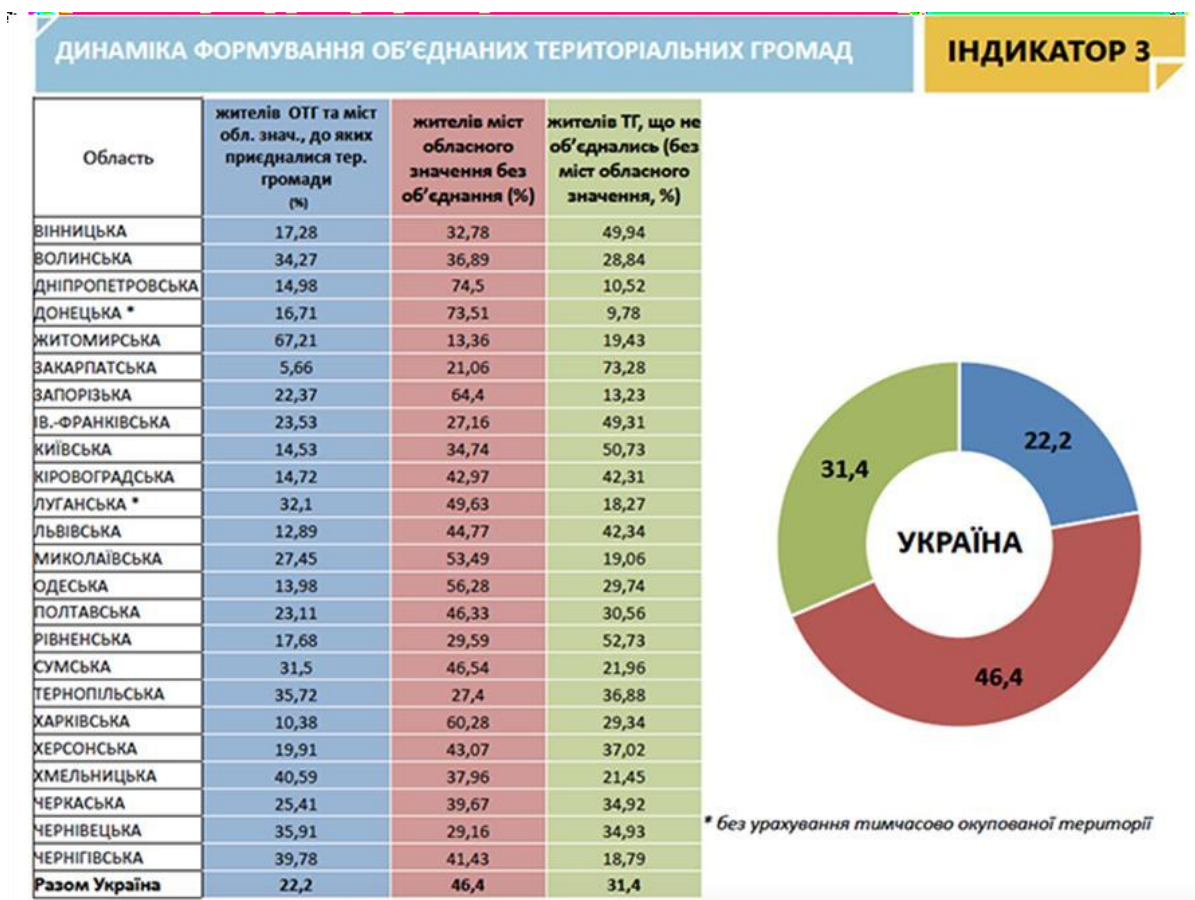 ДИНАМІКА ФОРМУВАННЯ ОБ’ЄДНАНИХ ТЕРИТОРІАЛЬНИХ ГРОМАД
ІНДИКАТОР 3
Область
жителів ОТГ та міст
обл. знач., до яких
приєдналися тер.
громади
(%)
жителів міст
обласного
значення без
об’єднання (%)
жителів ТГ, що не
об’єднались (без
міст обласного
значення, %)
ВІННИЦЬКА 17,28 32,78 49,94
ВОЛИНСЬКА 34,27 36,89 28,84
ДНІПРОПЕТРОВСЬКА 14,98 74,5 10,52
ДОНЕЦЬКА * 16,71 73,51 9,78
ЖИТОМИРСЬКА 67,21 13,36 19,43
ЗАКАРПАТСЬКА 5,66 21,06 73,28
ЗАПОРІЗЬКА 22,37 64,4 13,23
ІВ.-ФРАНКІВСЬКА 23,53 27,16 49,31
КИЇВСЬКА 14,53 34,74 50,73
КІРОВОГРАДСЬКА 14,72 42,97 42,31
ЛУГАНСЬКА * 32,1 49,63 18,27
ЛЬВІВСЬКА 12,89 44,77 42,34
МИКОЛАЇВСЬКА 27,45 53,49 19,06
ОДЕСЬКА 13,98 56,28 29,74
ПОЛТАВСЬКА 23,11 46,33 30,56
РІВНЕНСЬКА 17,68 29,59 52,73
СУМСЬКА 31,5 46,54 21,96
ТЕРНОПІЛЬСЬКА 35,72 27,4 36,88
ХАРКІВСЬКА 10,38 60,28 29,34
ХЕРСОНСЬКА 19,91 43,07 37,02
ХМЕЛЬНИЦЬКА 40,59 37,96 21,45
ЧЕРКАСЬКА 25,41 39,67 34,92
ЧЕРНІВЕЦЬКА 35,91 29,16 34,93
ЧЕРНІГІВСЬКА 39,78 41,43 18,79
Разом Україна 22,2 46,4 31,4
22,2
31,4
УКРАЇНА
46,4
* без урахування тимчасово окупованої території